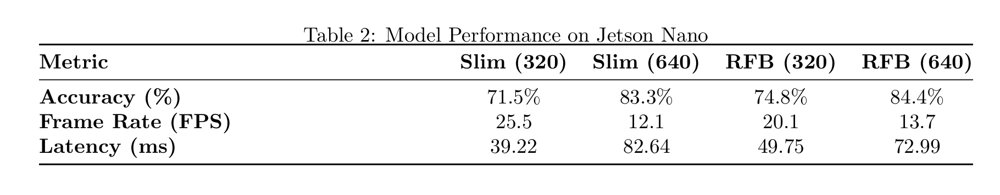 Table 2: Model Performance on Jetson Nano
Metric Slim (320) Slim (640) RFB (320) RFB (640)
Accuracy (%) 71.5% 83.3% 74.8% 84.4%
Frame Rate (FPS) 25.5 12.1 20.1 13.7
Latency (ms) 39.22 82.64 49.75 72.99